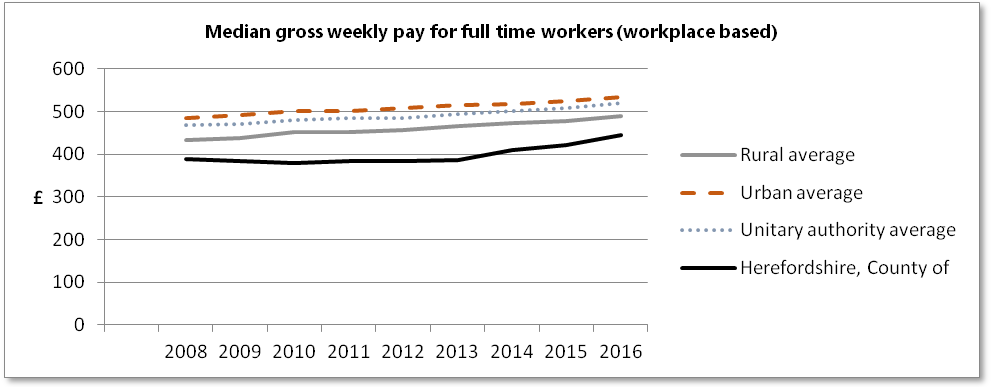 Median gross weekly pay for full time workers (workplace based)
600
500
400
300
200
100
0
£
2008 2009 2010 2011 2012 2013 2014 2015 2016
Rural average
Urban average
Unitary authority average
Herefordshire, County of